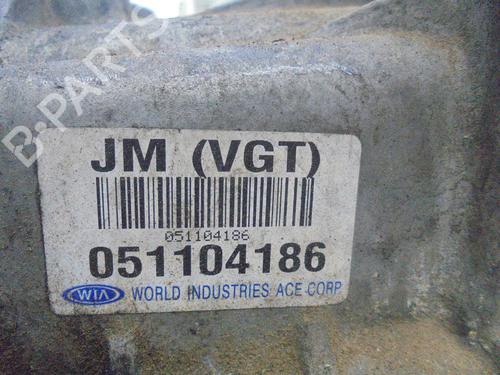 B-PARTS
JM (VGT)
051104186
051104186
WIA WORLD INDUSTRIES ACE CORP